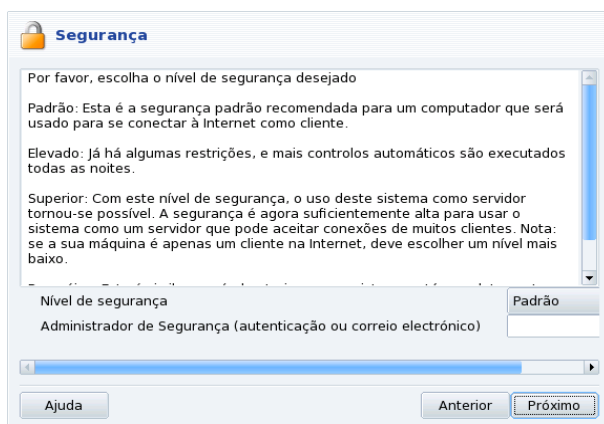 Segurança
Por favor, escolha o nível de segurança desejado
Padrão: Esta é a segurança padrão recomendada para um computador que será
usado para se conectar à Internet como cliente.
Elevado: Já há algumas restrições, e mais controlos automáticos são executados
todas as noites.
Superior: Com este nível de segurança, o uso deste sistema como servidor
tornou-se possível. A segurança é agora suficientemente alta para usar o
sistema como um servidor que pode aceitar conexões de muitos clientes. Nota:
se a sua máquina é apenas um cliente na Internet, deve escolher um nível mais
baixo.
Nível de segurança
Padrão
Administrador de Segurança (autenticação ou correio electrónico)
Ajuda
Anterior
Próximo